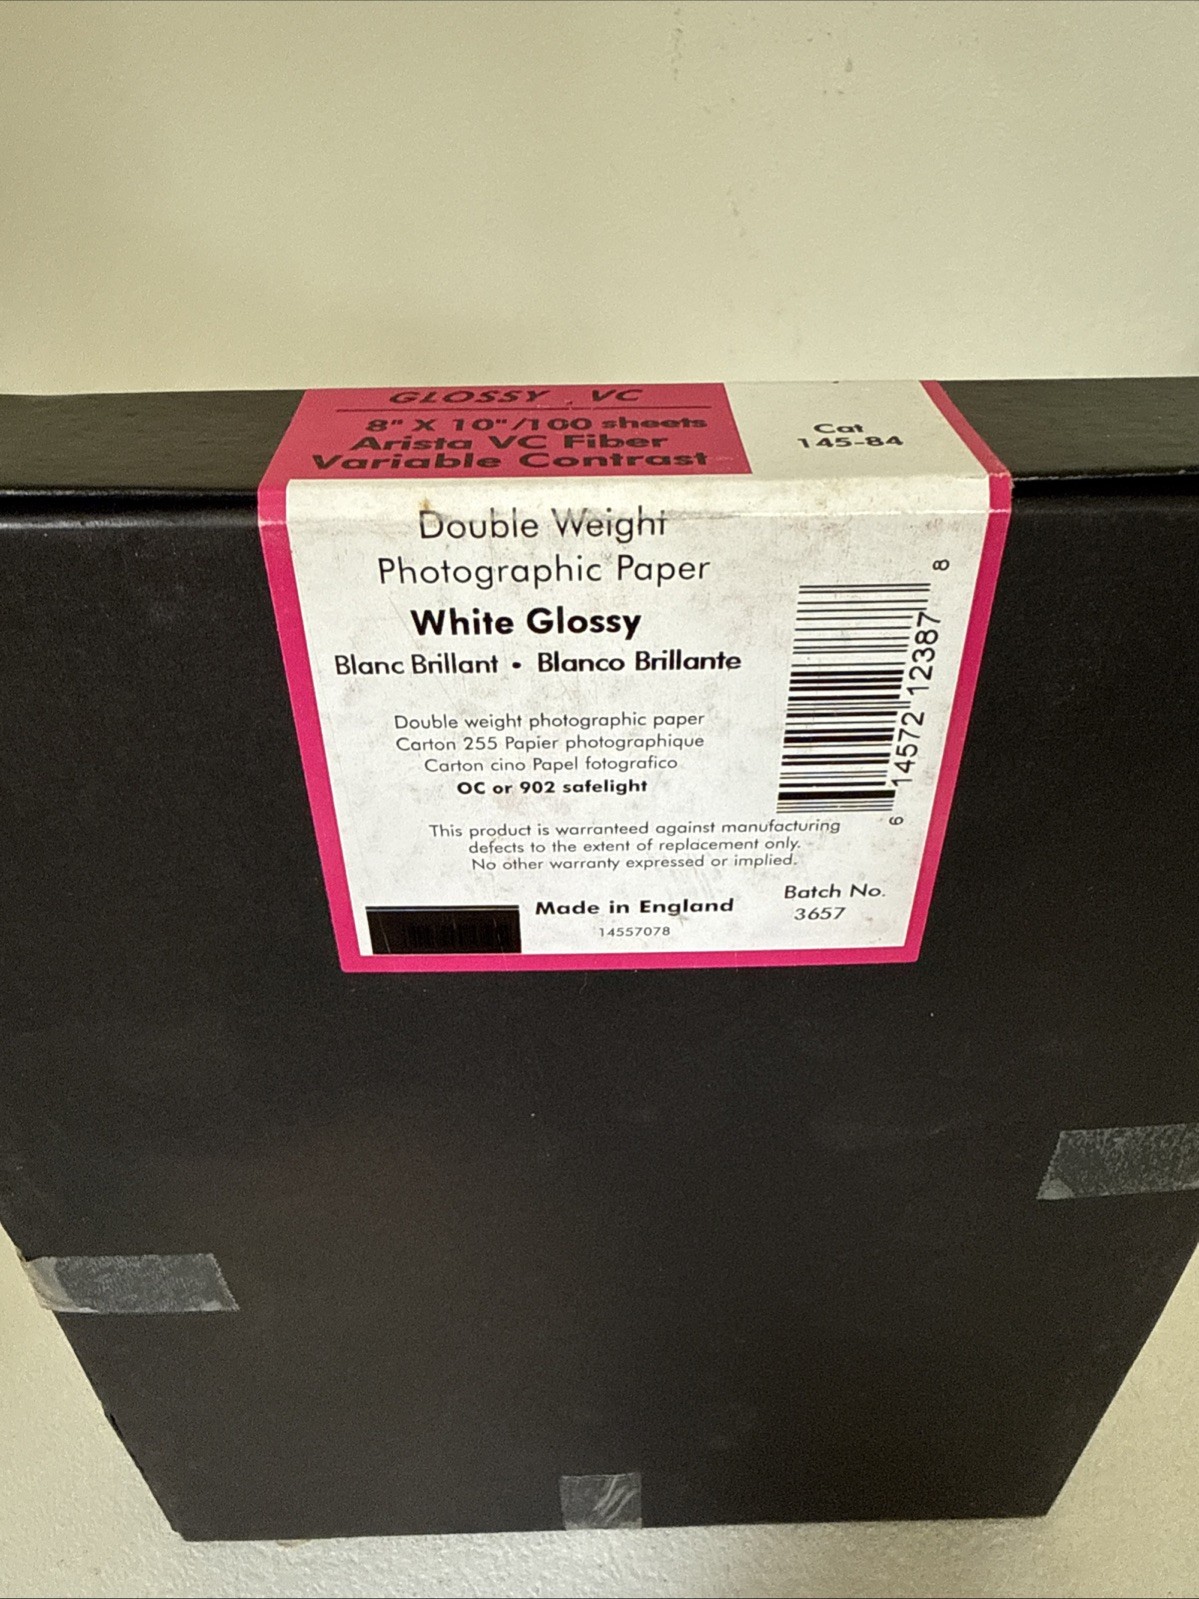 GLOSSY . VC
8" X 10"/100 sheets
Arista VC Fiber
Variable Contrast
Cat
145-84
Double Weight
Photographic Paper
White Glossy
Blanc Brillant • Blanco Brillante
Double weight photographic paper
Carton 255 Papier photographique
Carton cino Papel fotografico
OC or 902 safelight
This product is warranteed against manufacturing
defects to the extent of replacement only.
No other warranty expressed or implied.
Made in England
14557078
Batch No.
3657
6 14572 12387 8